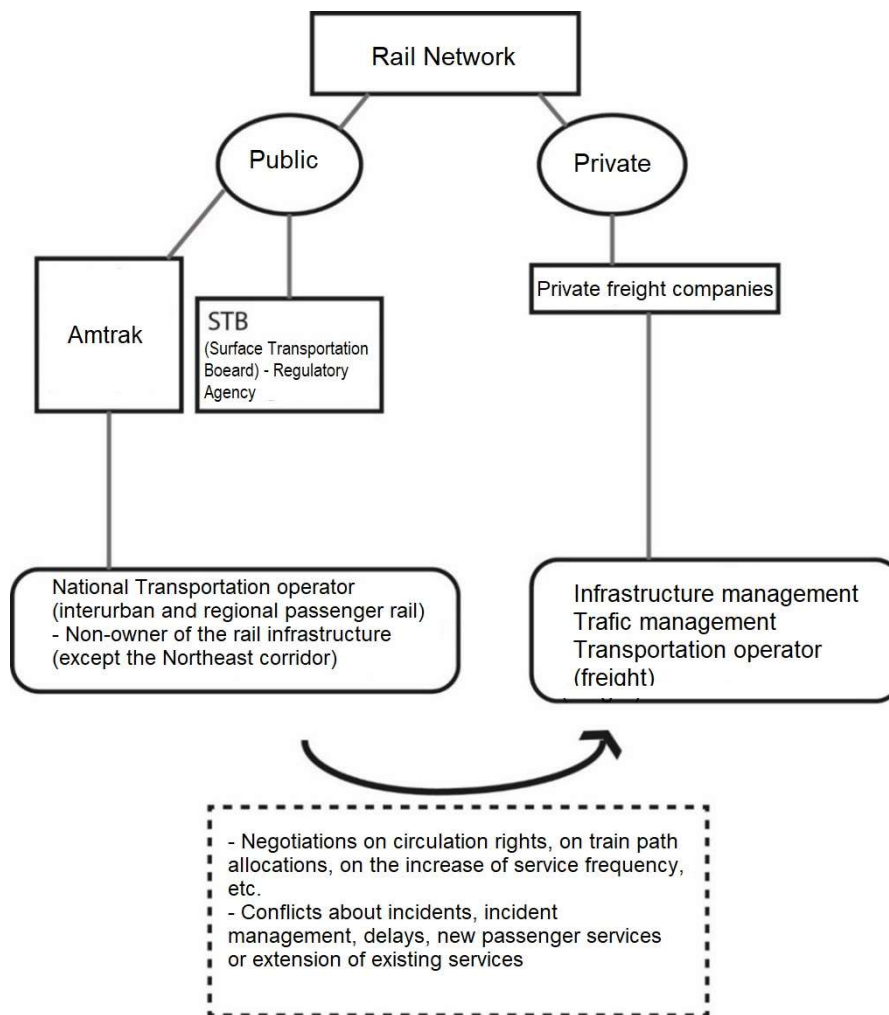 Rail Network
Public
Private
Amtrak
STB
(Surface Transportation
Boeard) - Regulatory
Agency
Private freight companies
National Transportation operator
(interurban and regional passenger rail)
- Non-owner of the rail infrastructure
(except the Northeast corridor)
Infrastructure management
Trafic management
Transportation operator
(freight)
- Negotiations on circulation rights, on train path
allocations, on the increase of service frequency,
etc.
- Conflicts about incidents, incident
management, delays, new passenger services
or extension of existing services